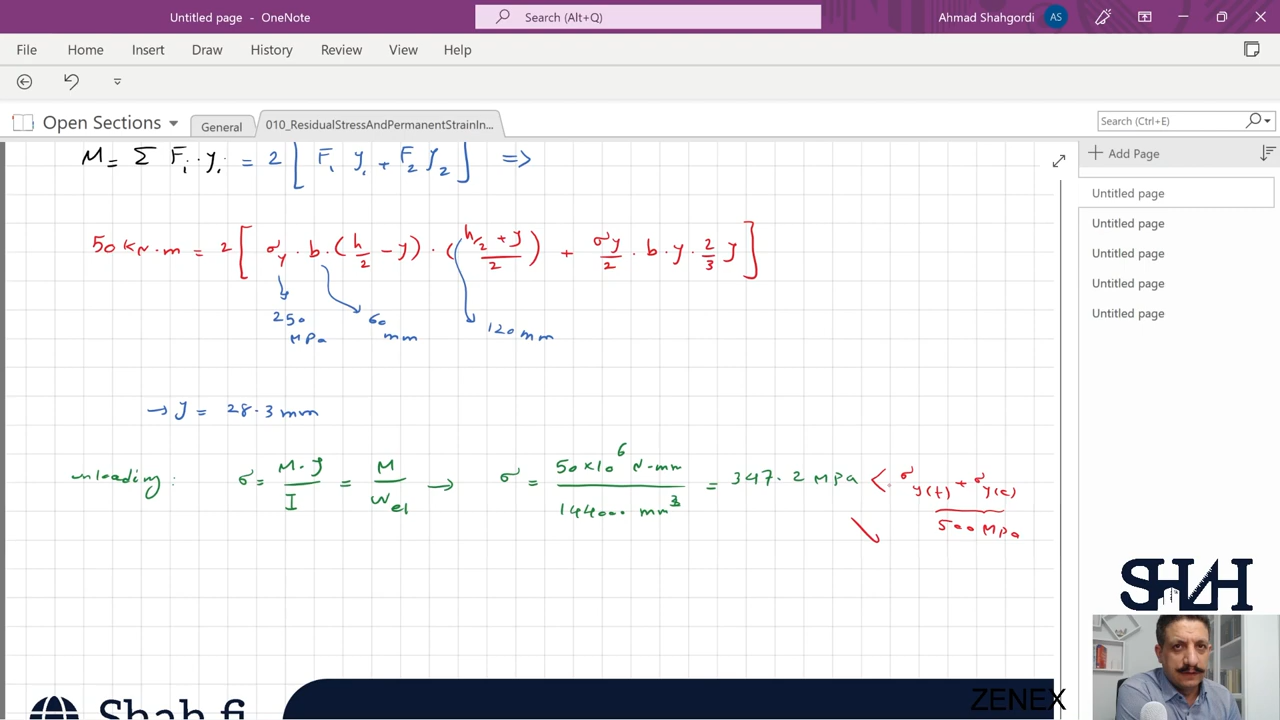 Untitled page - OneNote
Search (Alt+Q)
Ahmad Shahgordi
AS
File Home Insert Draw History Review View Help
Open Sections
General
010_ResidualStressAndPermanentStrainIn...
Search (Ctrl+E)
Add Page
Untitled page
Untitled page
Untitled page
Untitled page
Untitled page
M = Σ Fi · yi = 2 [ F1 y1 + F2 y2 ] =>
50 kN·m = 2 [ σy · b · (h/2 - y) · (h/2 + y)/2 + σy/2 · b · y · 2/3 y ]
250 MPa
60 mm
120 mm
→ y = 28.3 mm
unloading: σ = M·y / I = M / Wel → σ = 50×10^6 N·mm / 144000 mm^3 = 347.2 MPa < σy(t) + σy(c)
500 MPa
SHAH
ZENEX
Shah.fi